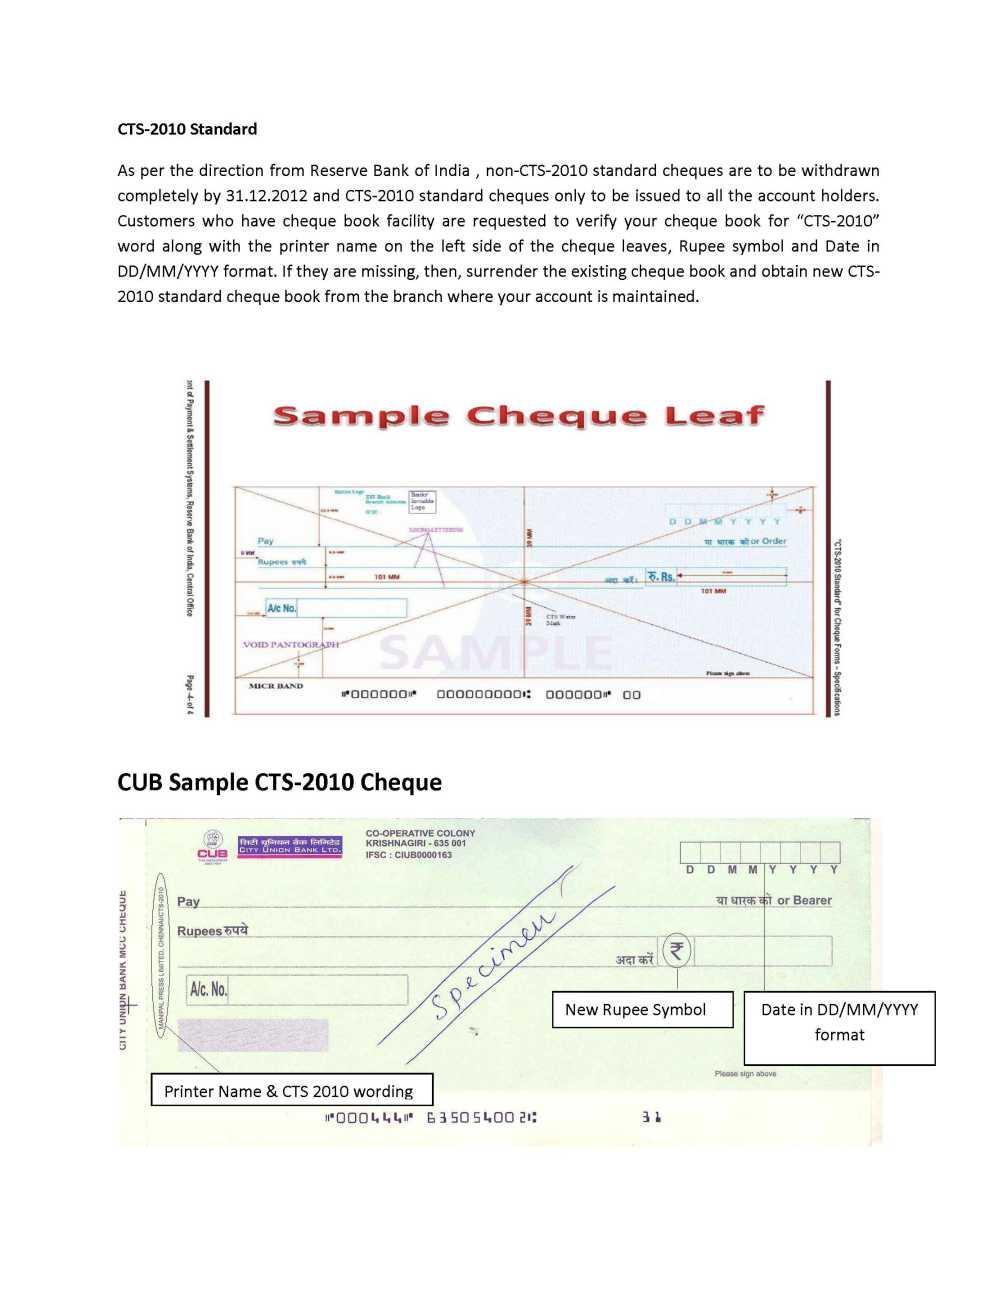 CTS-2010 Standard
As per the direction from Reserve Bank of India , non-CTS-2010 standard cheques are to be withdrawn
completely by 31.12.2012 and CTS-2010 standard cheques only to be issued to all the account holders.
Customers who have cheque book facility are requested to verify your cheque book for “CTS-2010”
word along with the printer name on the left side of the cheque leaves, Rupee symbol and Date in
DD/MM/YYYY format. If they are missing, then, surrender the existing cheque book and obtain new CTS-
2010 standard cheque book from the branch where your account is maintained.
ent of Payment & Settlement Systems, Reserve Bank of India, Central Office
Page -4- of 4
Sample Cheque Leaf
"CTS-2010 Standard" for Cheque Forms – Specifications
D D M M Y Y Y Y
Pay
या धारक को or Order
Rupees रुपये
101 MM
अदा करें।
रु. Rs.
101 MM
A/c No.
CTS Water
Mark
VOID PANTOGRAPH
SAMPLE
Please sign above
MICR BAND
⑈000000⑈ 000000000⑆ 000000⑈ 00
CUB Sample CTS-2010 Cheque
CUB
सिटी यूनियन बैंक लिमिटेड
CITY UNION BANK LTD.
CO-OPERATIVE COLONY
KRISHNAGIRI - 635 001
IFSC : CIUB0000163
D D M M Y Y Y Y
CITY UNION BANK MCC CHEQUE
MANIPAL PRESS LIMITED, CHENNAI/CTS-2010
Pay
या धारक को or Bearer
Rupees रुपये
अदा करें
₹
A/c. No.
Specimen
New Rupee Symbol
Date in DD/MM/YYYY
format
Please sign above
Printer Name & CTS 2010 wording
⑈000444⑈ 635054002⑆ 31